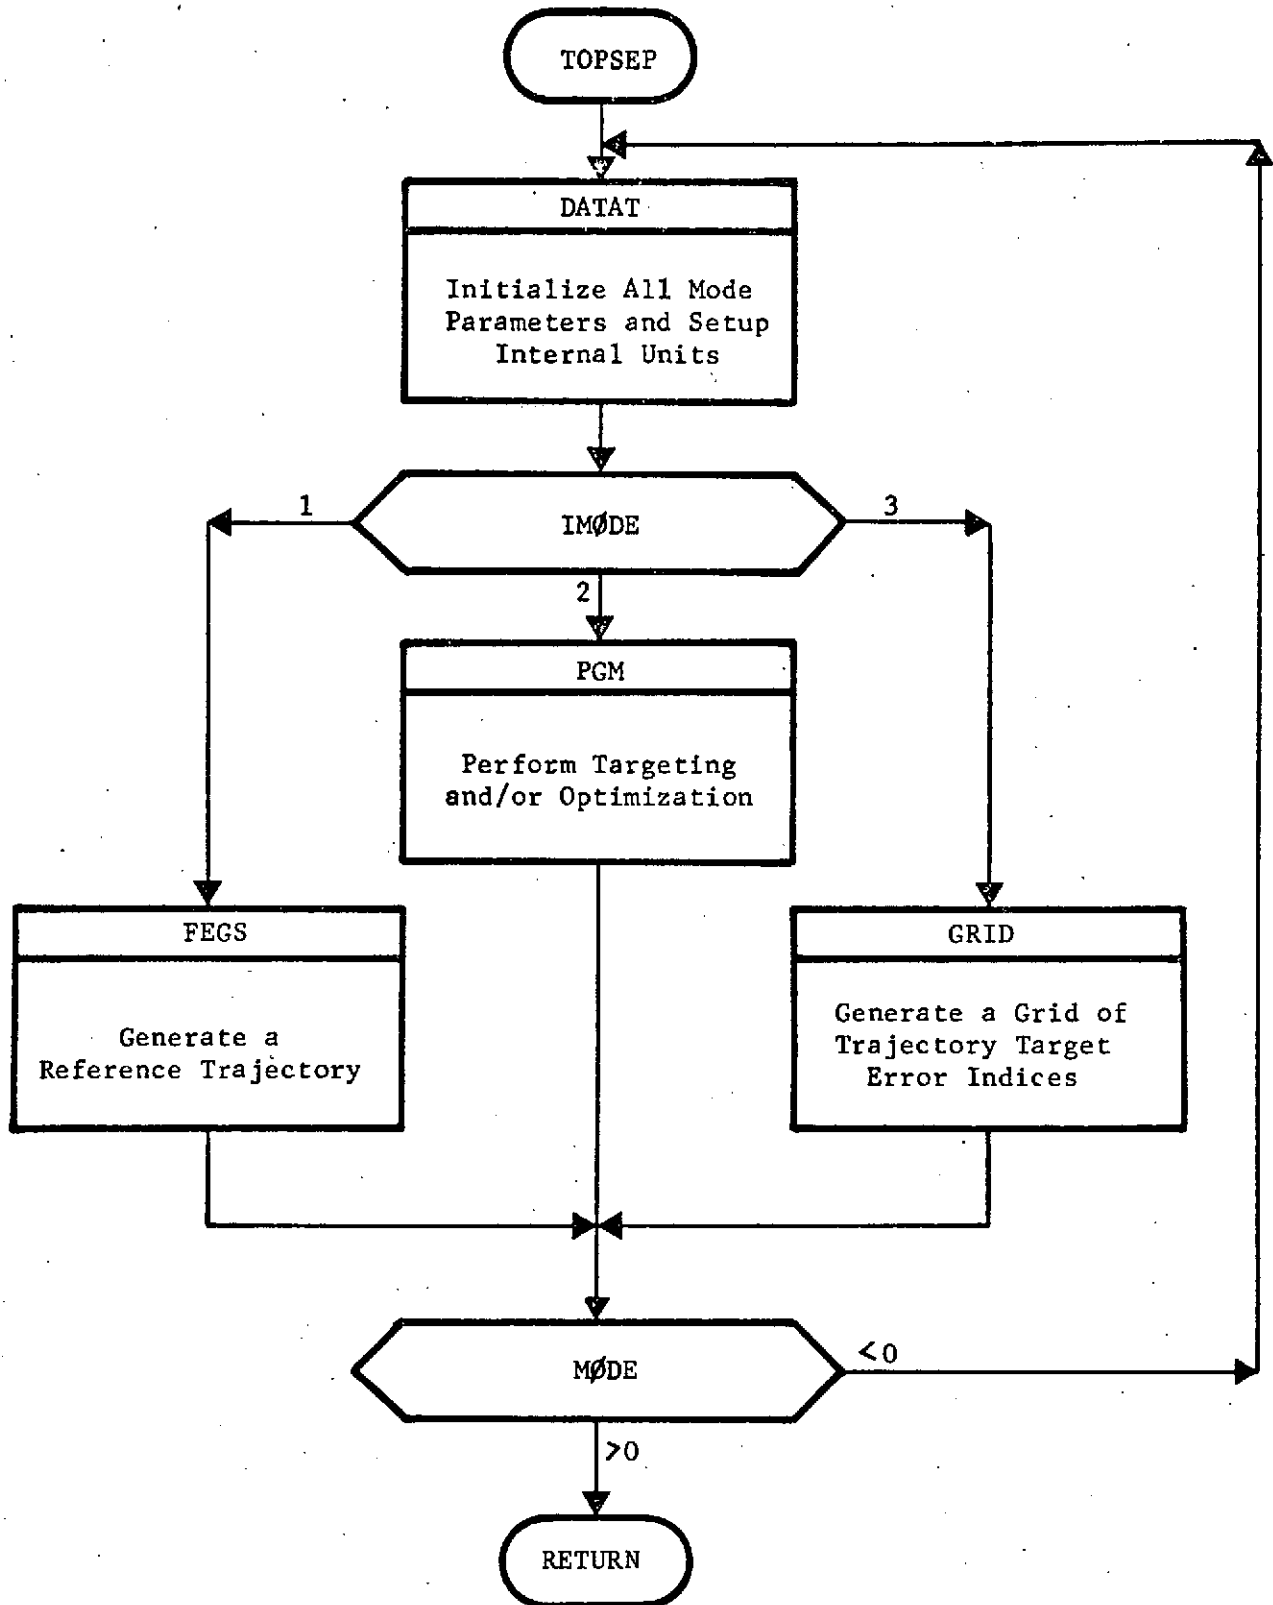 TOPSEP
DATAT
Initialize All Mode
Parameters and Setup
Internal Units
1
IMØDE
3
2
PGM
Perform Targeting
and/or Optimization
FEGS
Generate a
Reference Trajectory
GRID
Generate a Grid of
Trajectory Target
Error Indices
MØDE
<0
>0
RETURN